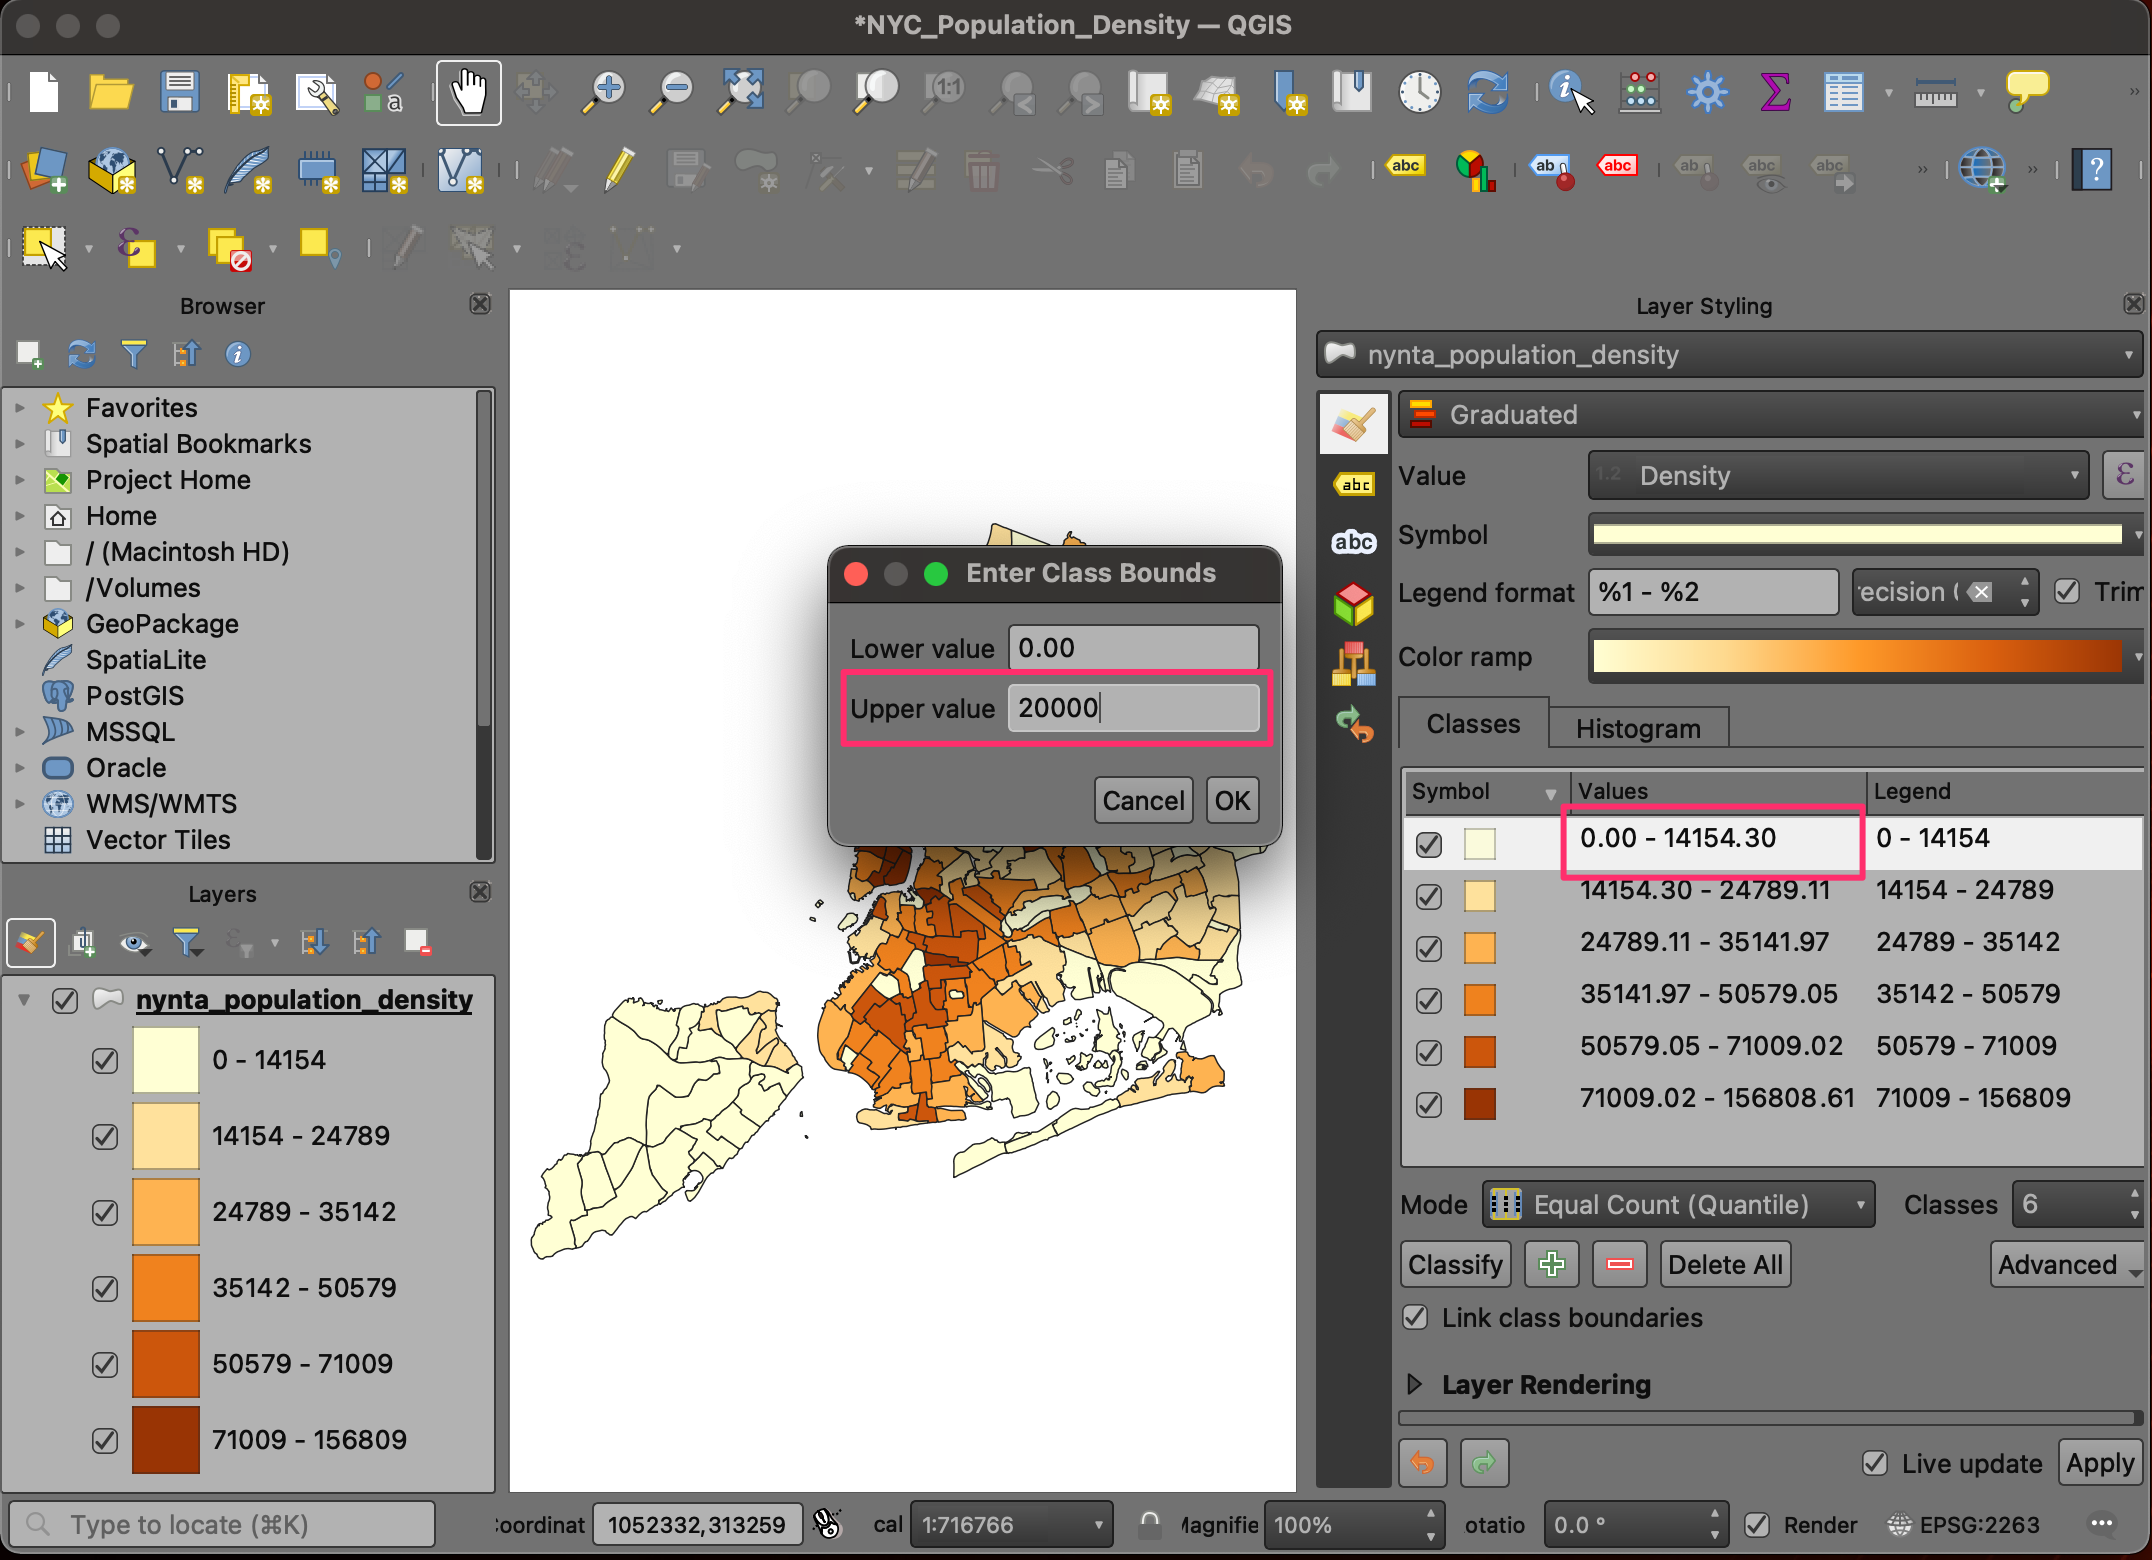 *NYC_Population_Density — QGIS
Browser
Favorites
Spatial Bookmarks
Project Home
Home
/ (Macintosh HD)
/Volumes
GeoPackage
SpatiaLite
PostGIS
MSSQL
Oracle
WMS/WMTS
Vector Tiles
Layers
nynta_population_density
0 - 14154
14154 - 24789
24789 - 35142
35142 - 50579
50579 - 71009
71009 - 156809
Enter Class Bounds
Lower value 0.00
Upper value 20000
Cancel OK
Layer Styling
nynta_population_density
Graduated
Value 1.2 Density ε
Symbol
Legend format %1 - %2 ecision Trim
Color ramp
Classes Histogram
Symbol Values Legend
0.00 - 14154.30 0 - 14154
14154.30 - 24789.11 14154 - 24789
24789.11 - 35141.97 24789 - 35142
35141.97 - 50579.05 35142 - 50579
50579.05 - 71009.02 50579 - 71009
71009.02 - 156808.61 71009 - 156809
Mode Equal Count (Quantile) Classes 6
Classify Delete All Advanced
Link class boundaries
Layer Rendering
Live update Apply
Type to locate (⌘K) oordinat 1052332,313259 cal 1:716766 Magnifie 100% otatio 0.0 ° Render EPSG:2263